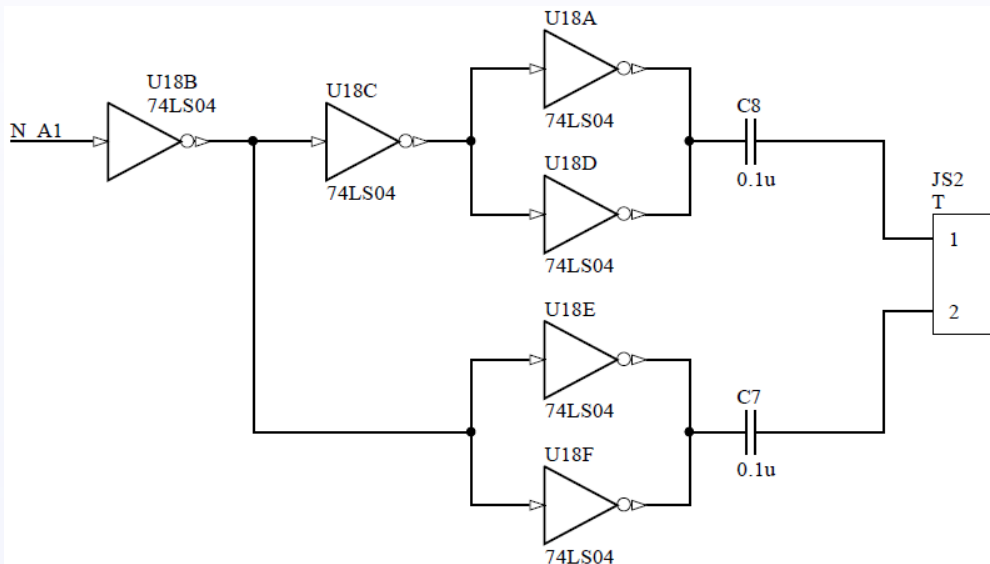 U18A
U18B
74LS04
U18C
74LS04
C8
N_A1
U18D
74LS04
0.1u
JS2
T
1
74LS04
U18E
2
C7
74LS04
U18F
0.1u
74LS04